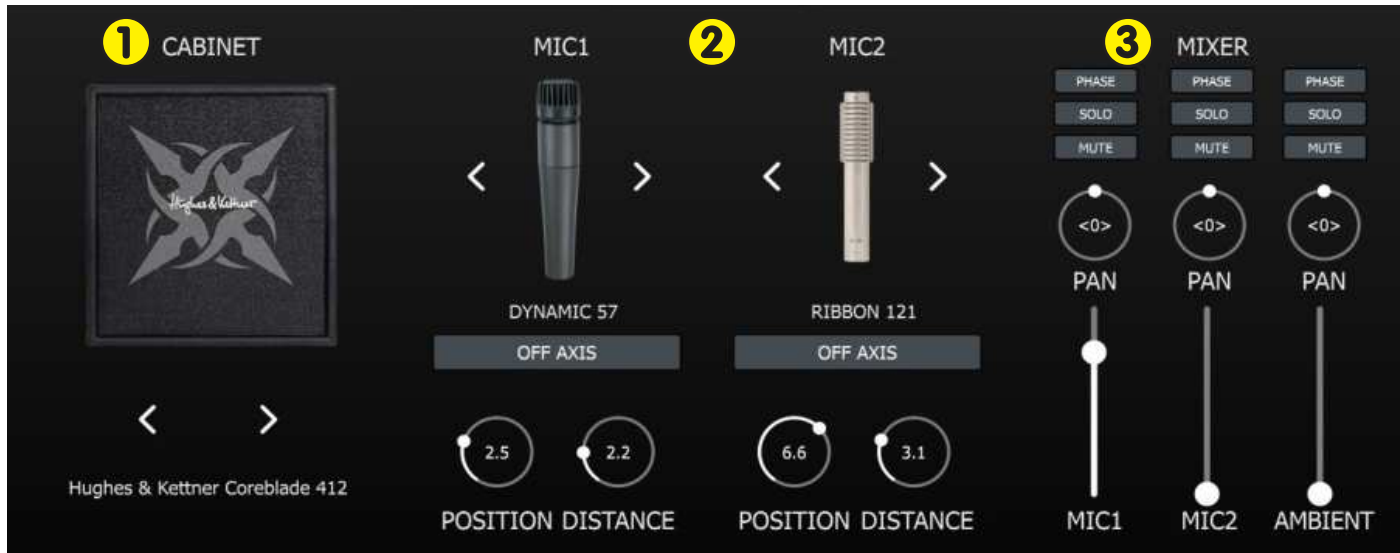 1 CABINET
Hughes & Kettner
Hughes & Kettner Coreblade 412
2
MIC1
DYNAMIC 57
OFF AXIS
2.5
2.2
POSITION DISTANCE
MIC2
RIBBON 121
OFF AXIS
6.6
3.1
POSITION DISTANCE
3 MIXER
PHASE PHASE PHASE
SOLO SOLO SOLO
MUTE MUTE MUTE
<0> <0> <0>
PAN PAN PAN
MIC1 MIC2 AMBIENT